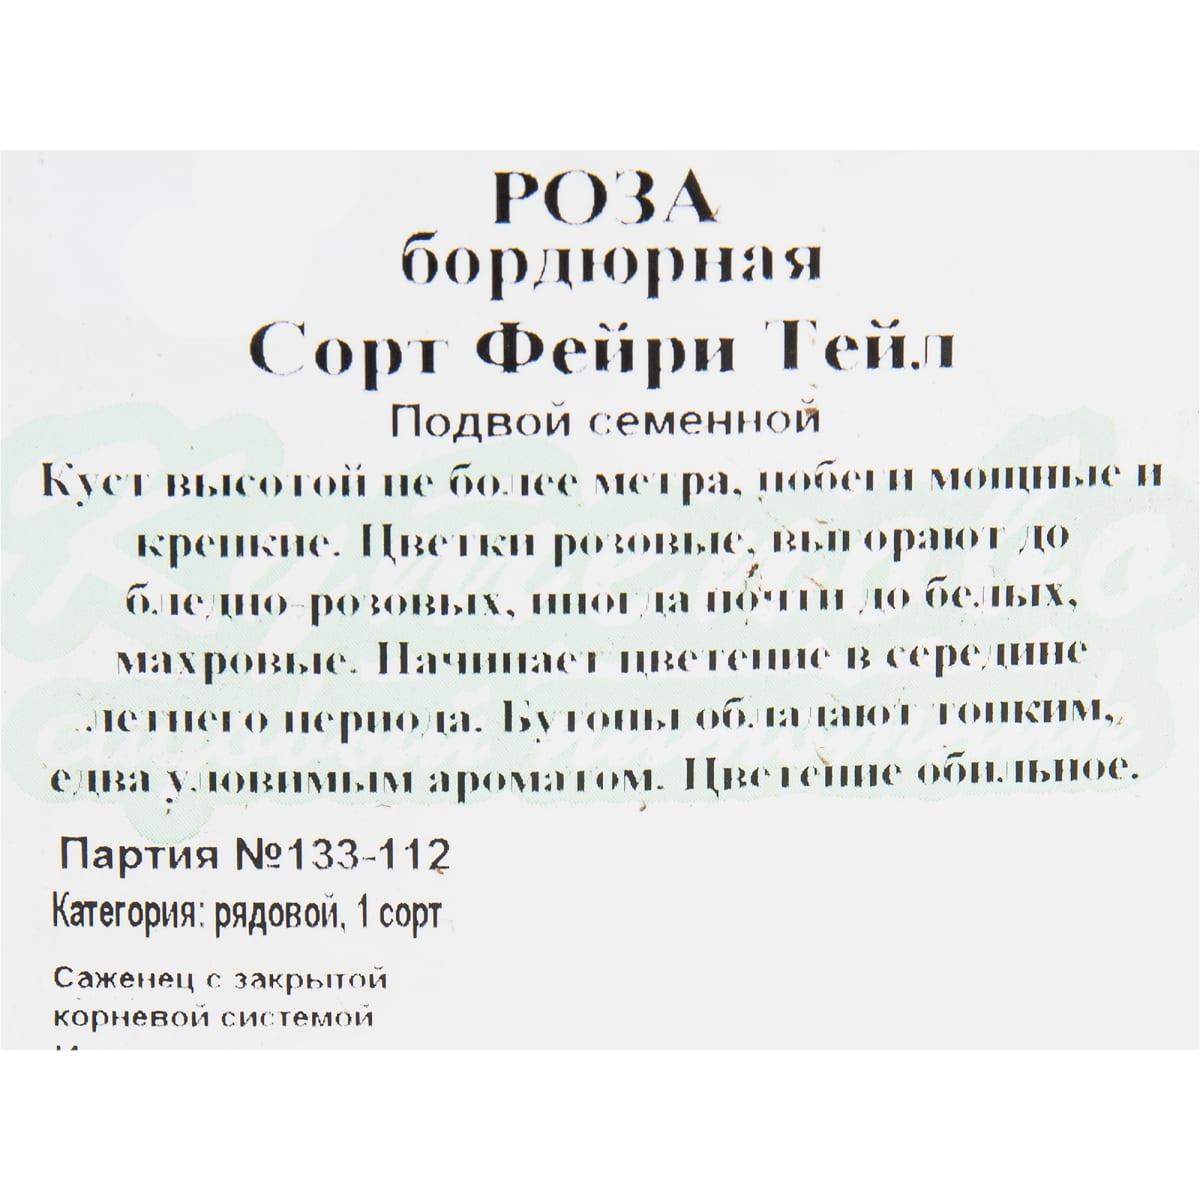 РОЗА
бордюрная
Сорт Фейри Тейл
Подвой семенной
Куст высотой не более метра, побеги мощные и
крепкие. Цветки розовые, выгорают до
бледно-розовых, иногда почти до белых,
махровые. Начинает цветение в середине
летнего периода. Бутоны обладают тонким,
едва уловимым ароматом. Цветение обильное.
Партия №133-112
Категория: рядовой, 1 сорт
Саженец с закрытой
корневой системой